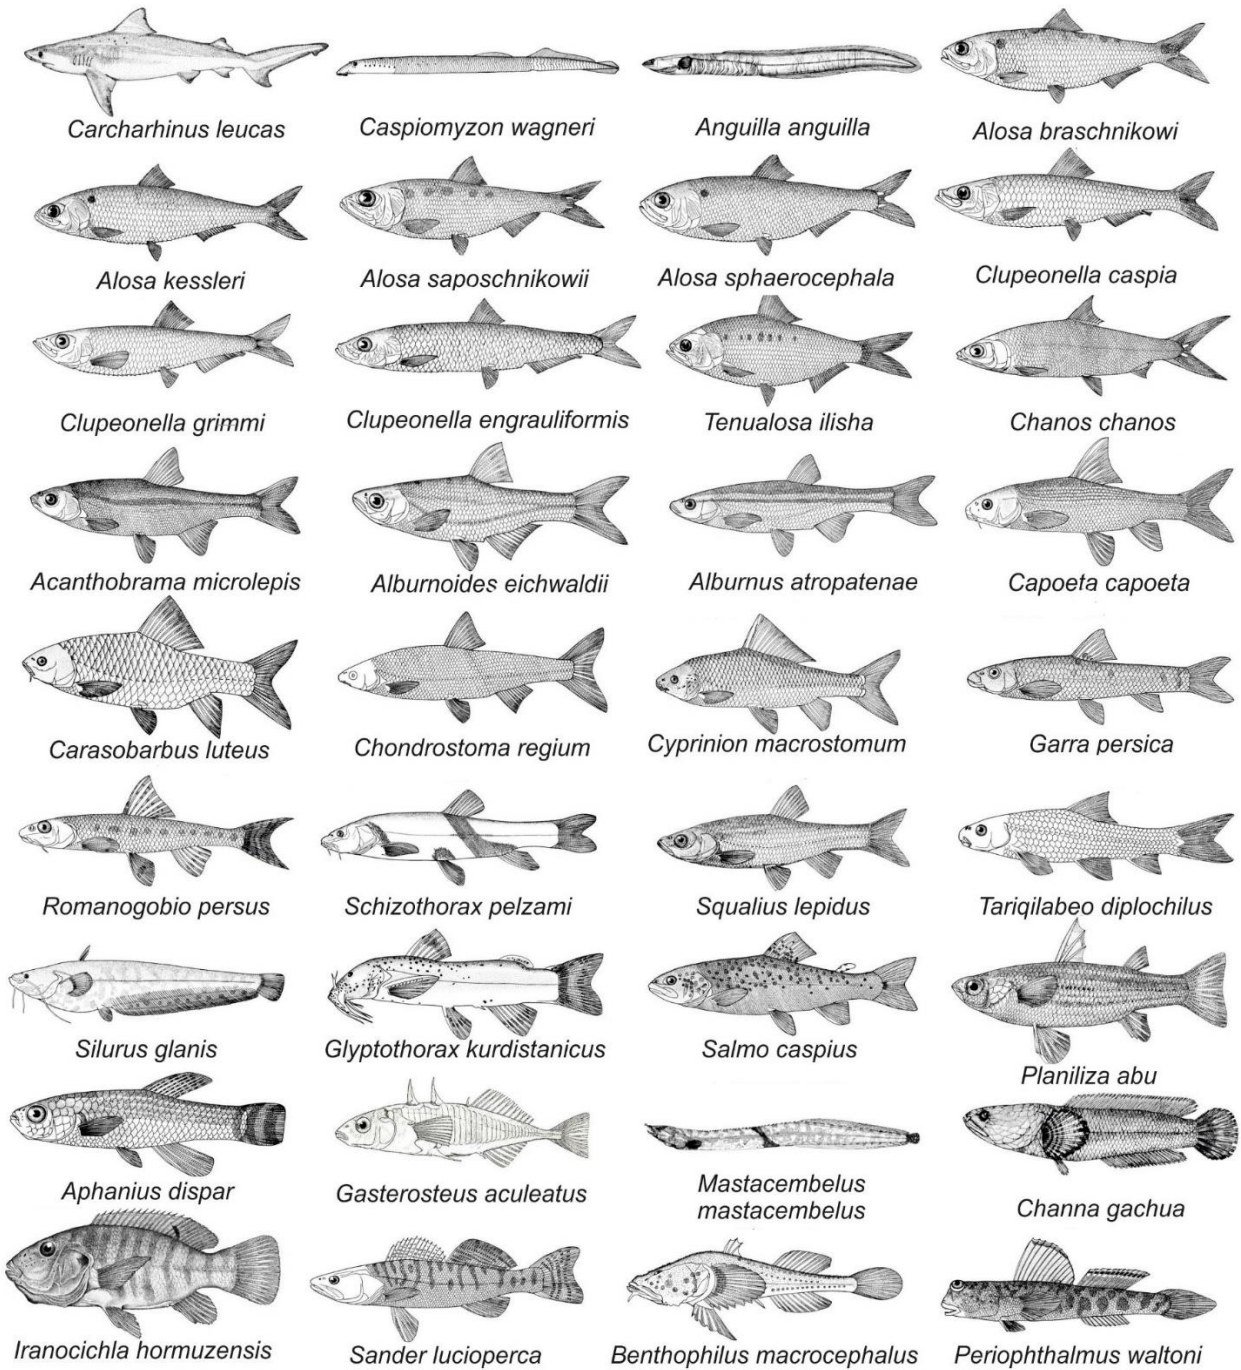 Carcharhinus leucas
Caspiomyzon wagneri
Anguilla anguilla
Alosa braschnikowi
Alosa kessleri
Alosa saposchnikowii
Alosa sphaerocephala
Clupeonella caspia
Clupeonella grimmi
Clupeonella engrauliformis
Tenualosa ilisha
Chanos chanos
Acanthobrama microlepis
Alburnoides eichwaldii
Alburnus atropatenae
Capoeta capoeta
Carasobarbus luteus
Chondrostoma regium
Cyprinion macrostomum
Garra persica
Romanogobio persus
Schizothorax pelzami
Squalius lepidus
Tariqilabeo diplochilus
Silurus glanis
Glyptothorax kurdistanicus
Salmo caspius
Planiliza abu
Aphanius dispar
Gasterosteus aculeatus
Mastacembelus
mastacembelus
Channa gachua
Iranocichla hormuzensis
Sander lucioperca
Benthophilus macrocephalus
Periophthalmus waltoni